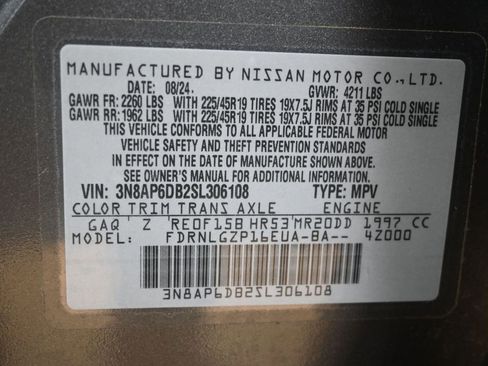 MANUFACTURED BY NISSAN MOTOR CO., LTD.
DATE: 08/24. GVWR: 4211 LBS
GAWR FR: 2260 LBS WITH 225/45R19 TIRES 19X7.5J RIMS AT 35 PSI COLD SINGLE
GAWR RR: 1962 LBS WITH 225/45R19 TIRES 19X7.5J RIMS AT 35 PSI COLD SINGLE
THIS VEHICLE CONFORMS TO ALL APPLICABLE FEDERAL MOTOR
VEHICLE SAFETY AND THEFT PREVENTION STANDARDS
IN EFFECT ON THE DATE OF MANUFACTURE SHOWN ABOVE.
SEE OWNER'S MANUAL FOR ADDITIONAL INFORMATION.
VIN: 3N8AP6DB2SL306108 TYPE: MPV
COLOR TRIM TRANS AXLE ENGINE
GAQ Z RE0F15B HR53 MR20DD 1997 CC
MODEL: FDRNLGZP16EUA-BA-- 4Z000
3N8AP6DB2SL306108